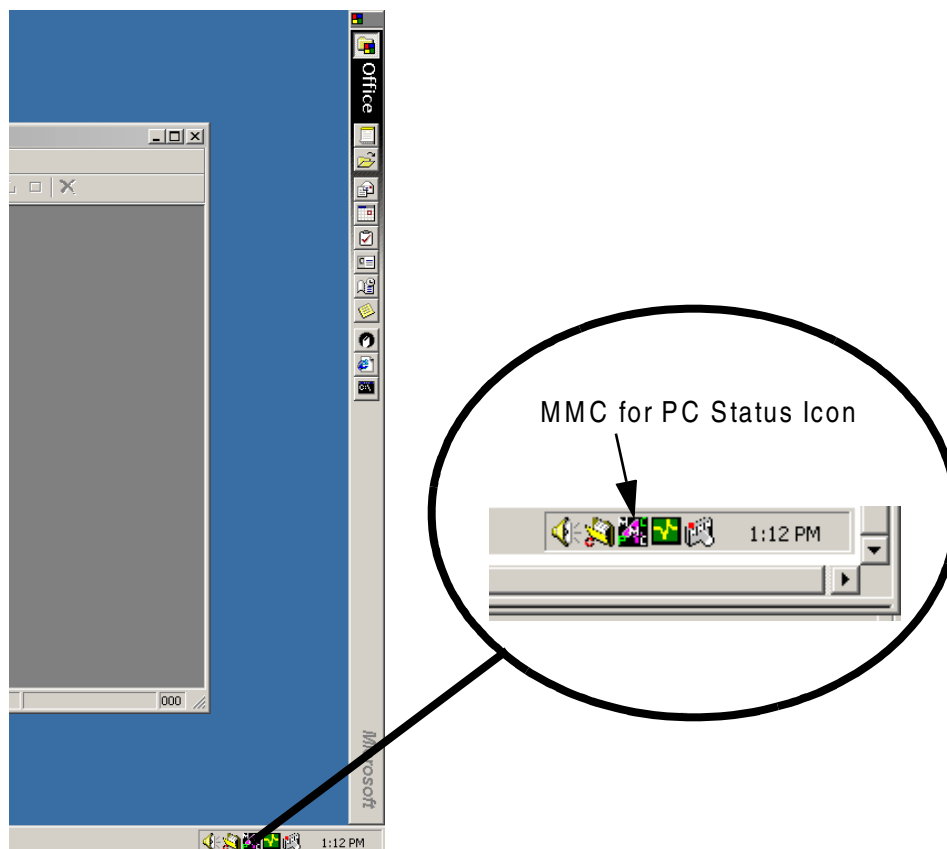 Office
C:\
MMC for PC Status Icon
1:12 PM
000
Microsoft
1:12 PM